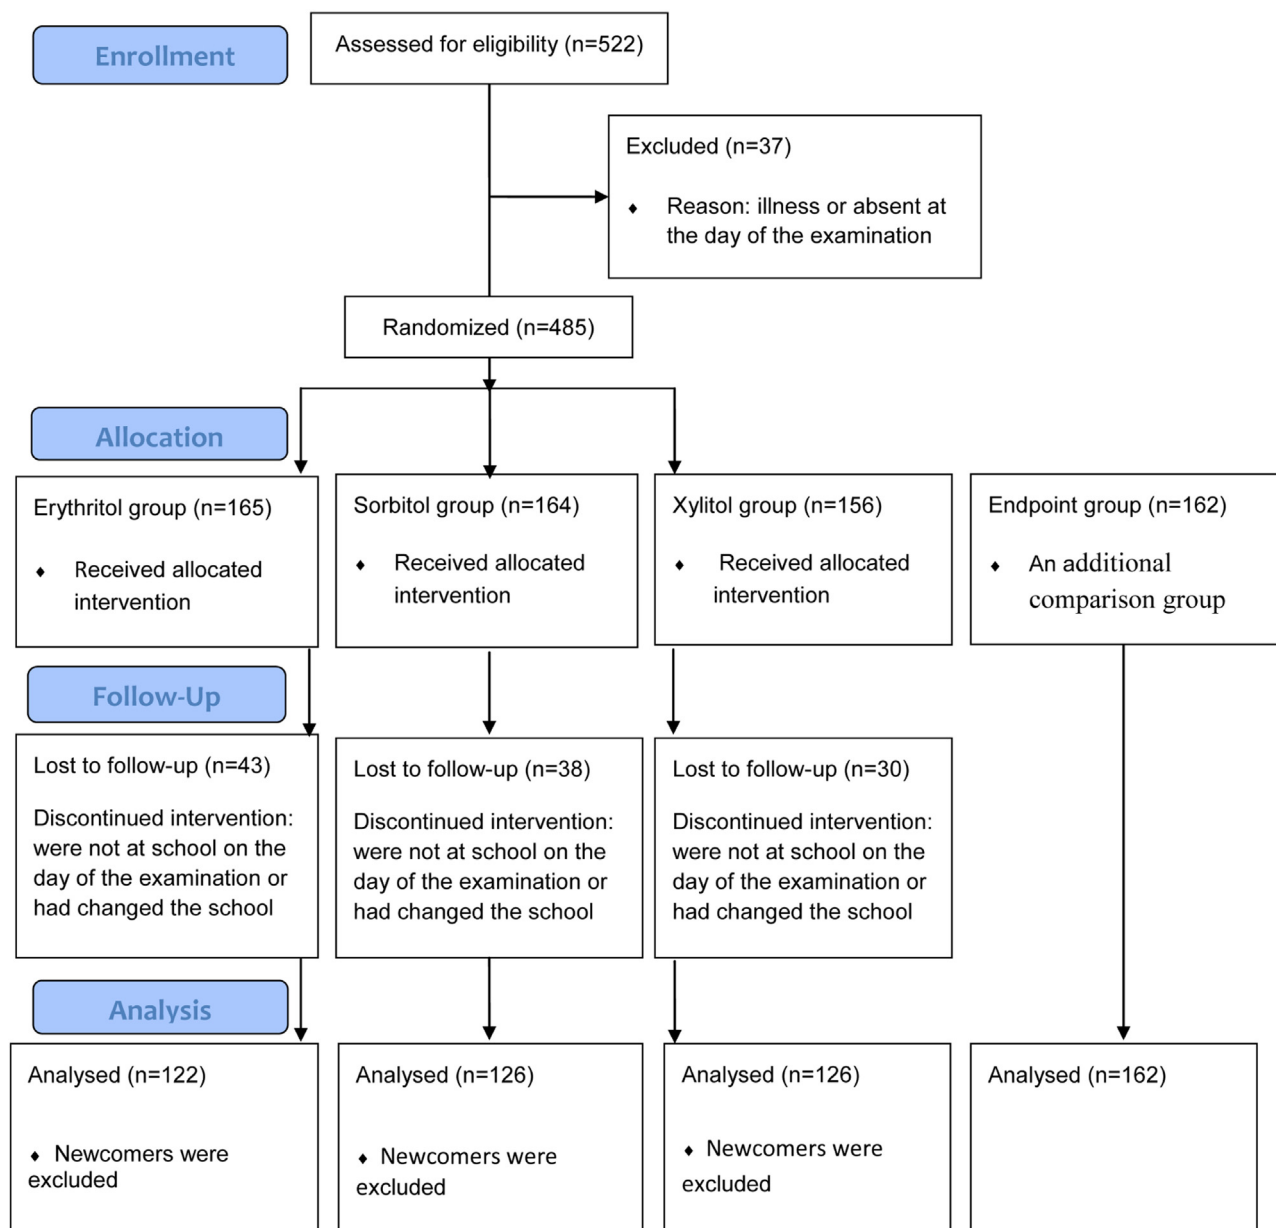 Enrollment
Assessed for eligibility (n=522)
Excluded (n=37)
♦ Reason: illness or absent at
the day of the examination
Randomized (n=485)
Allocation
Erythritol group (n=165)
♦ Received allocated
intervention
Sorbitol group (n=164)
♦ Received allocated
intervention
Xylitol group (n=156)
♦ Received allocated
intervention
Endpoint group (n=162)
♦ An additional
comparison group
Follow-Up
Lost to follow-up (n=43)
Discontinued intervention:
were not at school on the
day of the examination or
had changed the school
Lost to follow-up (n=38)
Discontinued intervention:
were not at school on the
day of the examination or
had changed the school
Lost to follow-up (n=30)
Discontinued intervention:
were not at school on the
day of the examination or
had changed the school
Analysis
Analysed (n=122)
♦ Newcomers were
excluded
Analysed (n=126)
♦ Newcomers were
excluded
Analysed (n=126)
♦ Newcomers were
excluded
Analysed (n=162)